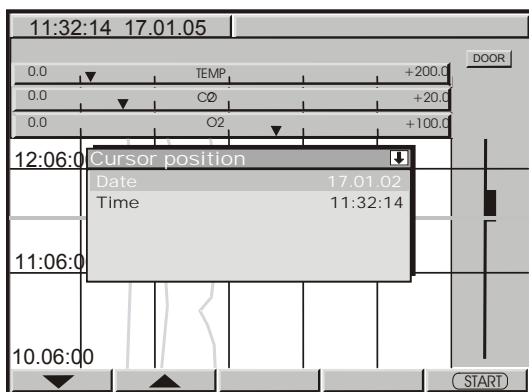 11:32:14 17.01.05
DOOR
0.0 TEMP +200.0
0.0 CØ +20.0
0.0 O2 +100.0
12:06:0
Cursor position
Date 17.01.02
Time 11:32:14
11:06:0
10.06:00
START